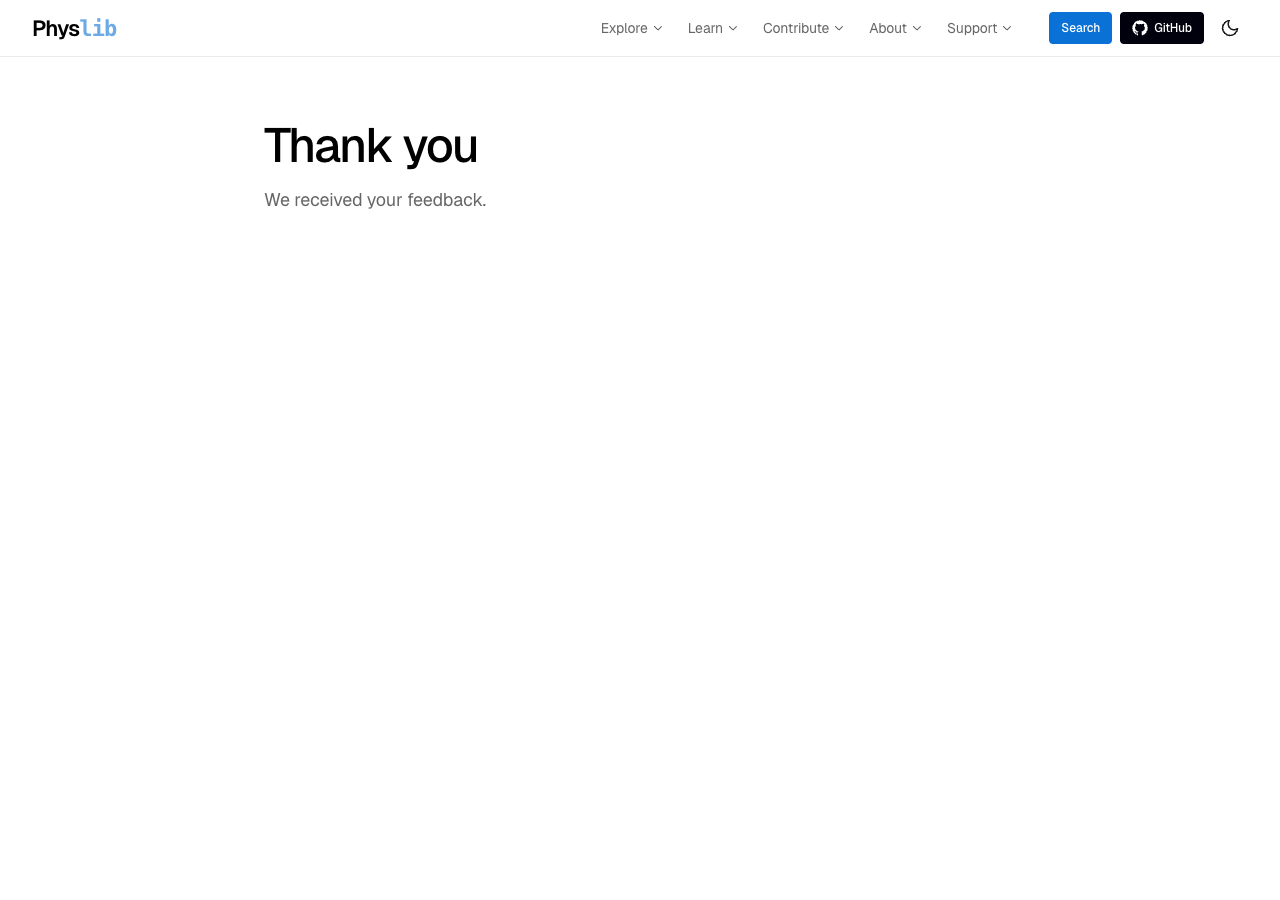 Physlib
Explore Learn Contribute About Support Search GitHub
Thank you
We received your feedback.